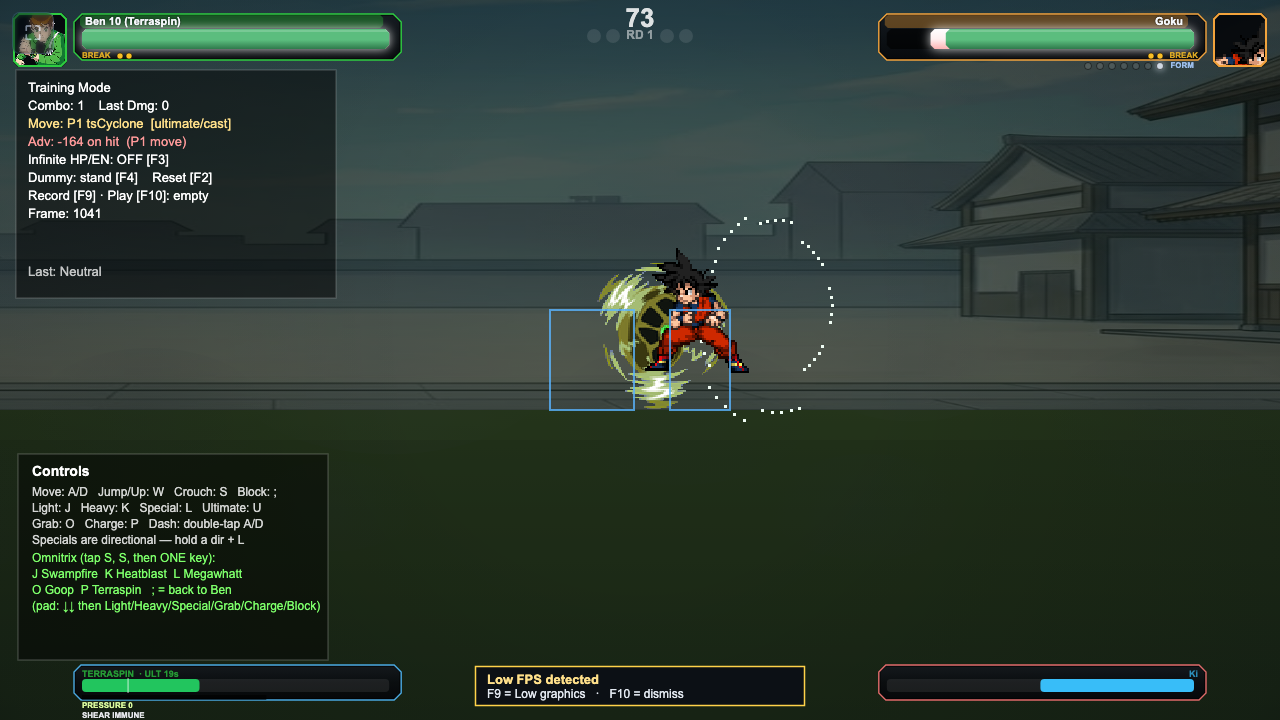 Ben 10 (Terraspin)
BREAK
73
RD 1
Goku
BREAK
FORM
Training Mode
Combo: 1 Last Dmg: 0
Move: P1 tsCyclone [ultimate/cast]
Adv: -164 on hit (P1 move)
Infinite HP/EN: OFF [F3]
Dummy: stand [F4] Reset [F2]
Record [F9] · Play [F10]: empty
Frame: 1041
Last: Neutral
Controls
Move: A/D Jump/Up: W Crouch: S Block: ;
Light: J Heavy: K Special: L Ultimate: U
Grab: O Charge: P Dash: double-tap A/D
Specials are directional — hold a dir + L
Omnitrix (tap S, S, then ONE key):
J Swampfire K Heatblast L Megawhatt
O Goop P Terraspin ; = back to Ben
(pad: ↓↓ then Light/Heavy/Special/Grab/Charge/Block)
TERRASPIN · ULT 19s
PRESSURE 0
SHEAR IMMUNE
Low FPS detected
F9 = Low graphics · F10 = dismiss
Ki